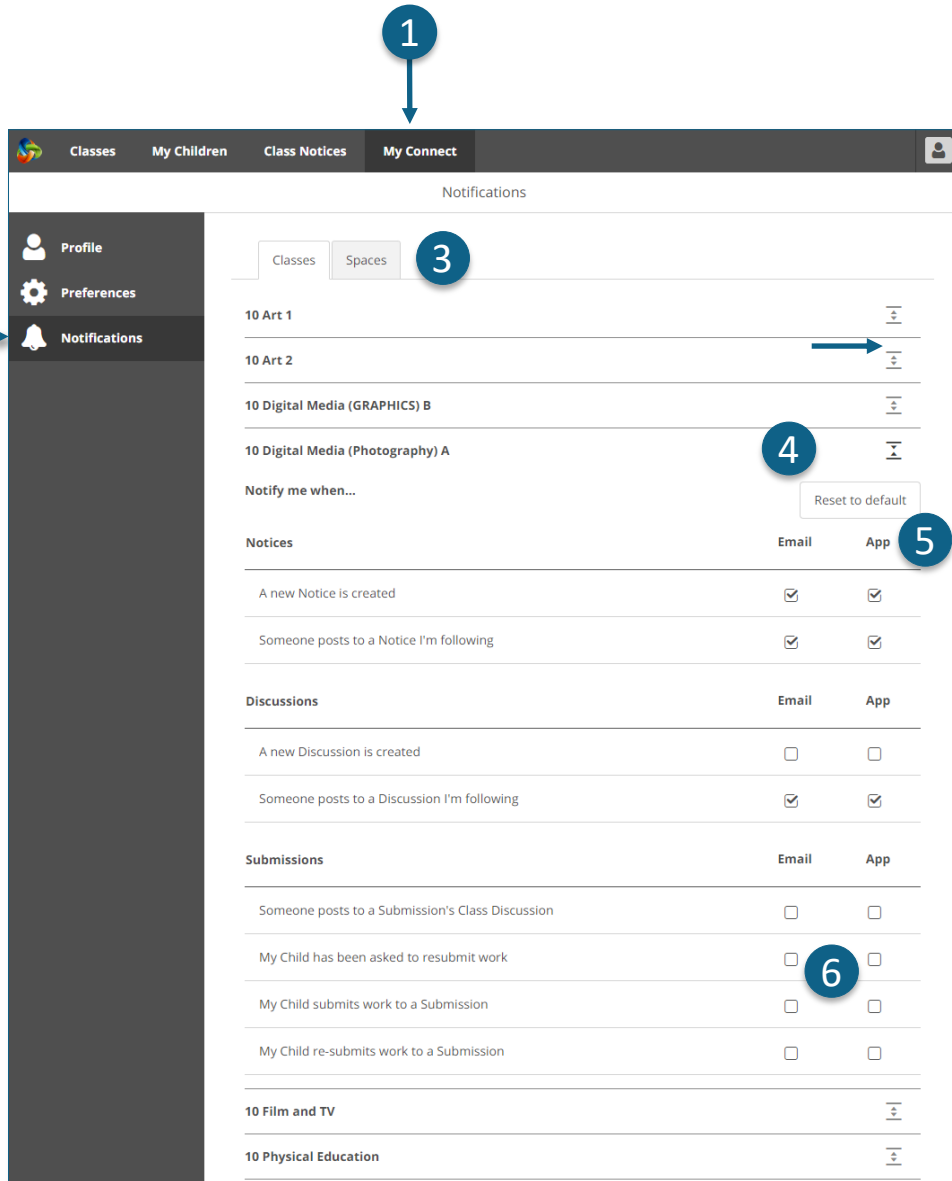 1
Classes My Children Class Notices My Connect
Notifications
Profile
Preferences
Notifications
Classes Spaces 3
10 Art 1
10 Art 2
10 Digital Media (GRAPHICS) B
10 Digital Media (Photography) A 4
Notify me when...
Reset to default
Notices Email App 5
A new Notice is created
Someone posts to a Notice I'm following
Discussions Email App
A new Discussion is created
Someone posts to a Discussion I'm following
Submissions Email App
Someone posts to a Submission's Class Discussion
My Child has been asked to resubmit work 6
My Child submits work to a Submission
My Child re-submits work to a Submission
10 Film and TV
10 Physical Education